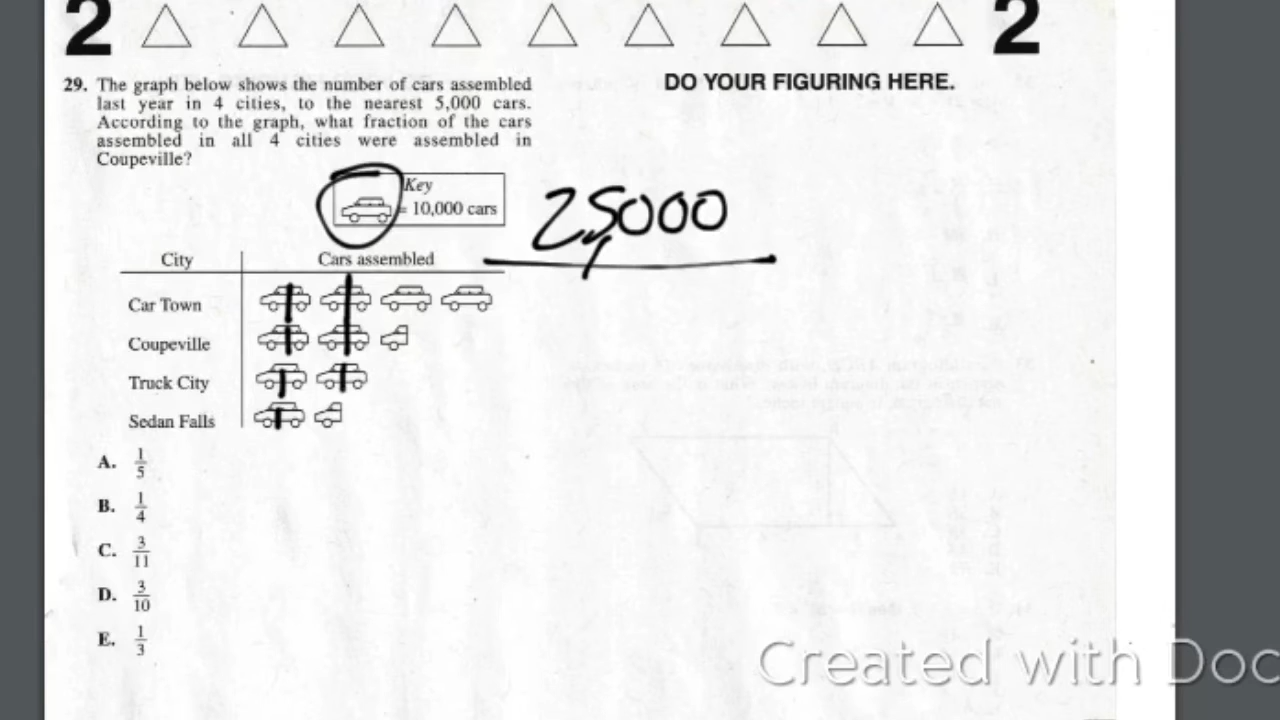 2 2
29. The graph below shows the number of cars assembled
last year in 4 cities, to the nearest 5,000 cars.
According to the graph, what fraction of the cars
assembled in all 4 cities were assembled in
Coupeville?
DO YOUR FIGURING HERE.
Key
= 10,000 cars
25,000
City Cars assembled
Car Town
Coupeville
Truck City
Sedan Falls
A. 1/5
B. 1/4
C. 3/11
D. 3/10
E. 1/3
Created with Doc